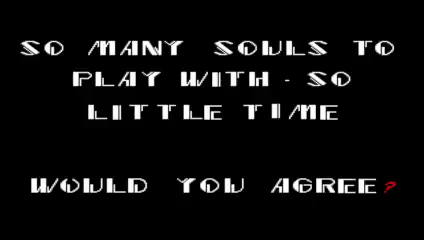 SO MANY SOULS TO
PLAY WITH - SO
LITTLE TIME
WOULD YOU AGREE?